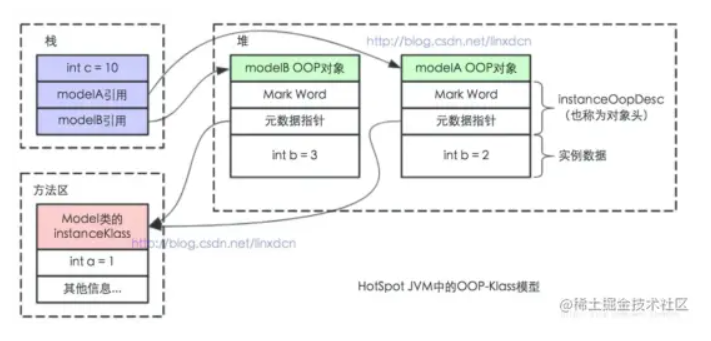 栈
int c = 10
modelA引用
modelB引用
堆
http://blog.csdn.net/linxdcn
modelB OOP对象
Mark Word
元数据指针
int b = 3
modelA OOP对象
Mark Word
元数据指针
int b = 2
instanceOopDesc
（也称为对象头）
实例数据
方法区
Model类的
instanceKlass
http://blog.csdn.net/linxdcn
int a = 1
其他信息...
HotSpot JVM中的OOP-Klass模型
@稀土掘金技术社区